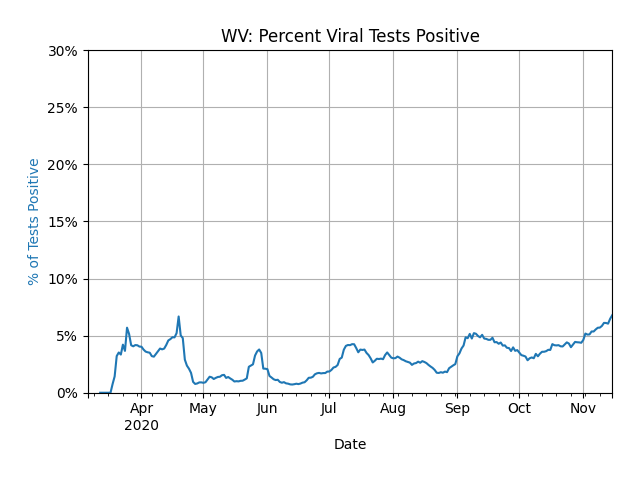 WV: Percent Viral Tests Positive
30%
25%
20%
15%
10%
5%
0%
% of Tests Positive
Apr May Jun Jul Aug Sep Oct Nov
2020
Date